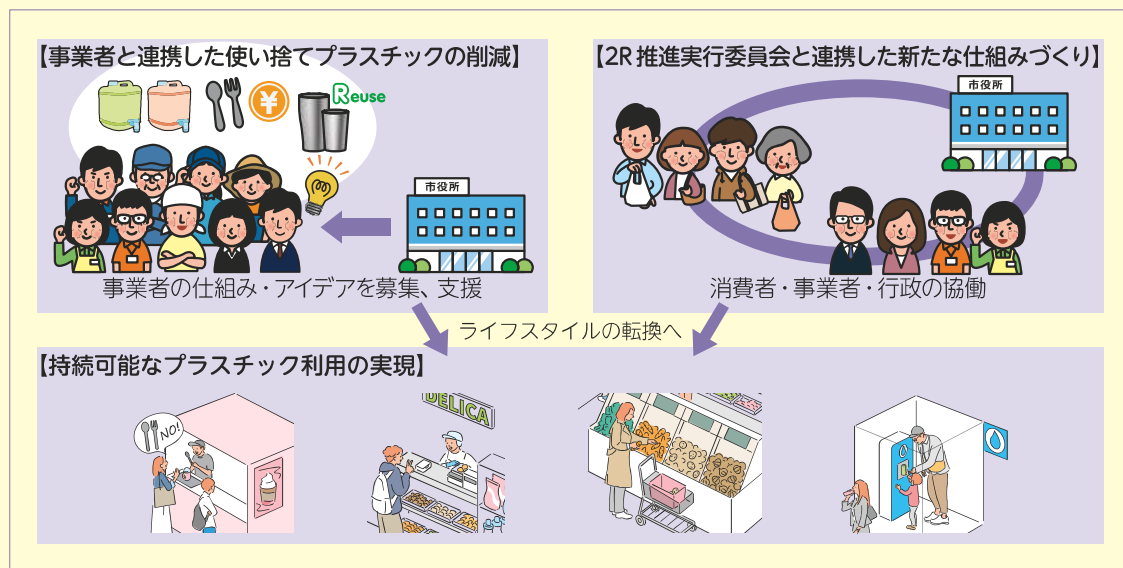 【事業者と連携した使い捨てプラスチックの削減】
Reuse
市役所
事業者の仕組み・アイデアを募集、支援
【2R推進実行委員会と連携した新たな仕組みづくり】
市役所
消費者・事業者・行政の協働
ライフスタイルの転換へ
【持続可能なプラスチック利用の実現】
NO!
DELICA